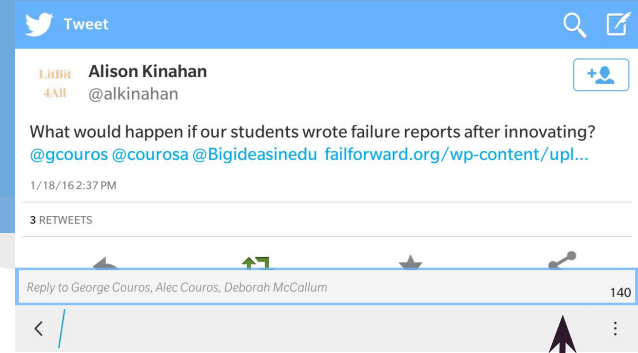 Tweet
LitBit
4All
Alison Kinahan
@alkinahan
What would happen if our students wrote failure reports after innovating?
@gcouros @courosa @Bigideasinedu failforward.org/wp-content/upl...
1/18/16 2:37 PM
3 RETWEETS
Reply to George Couros, Alec Couros, Deborah McCallum
140